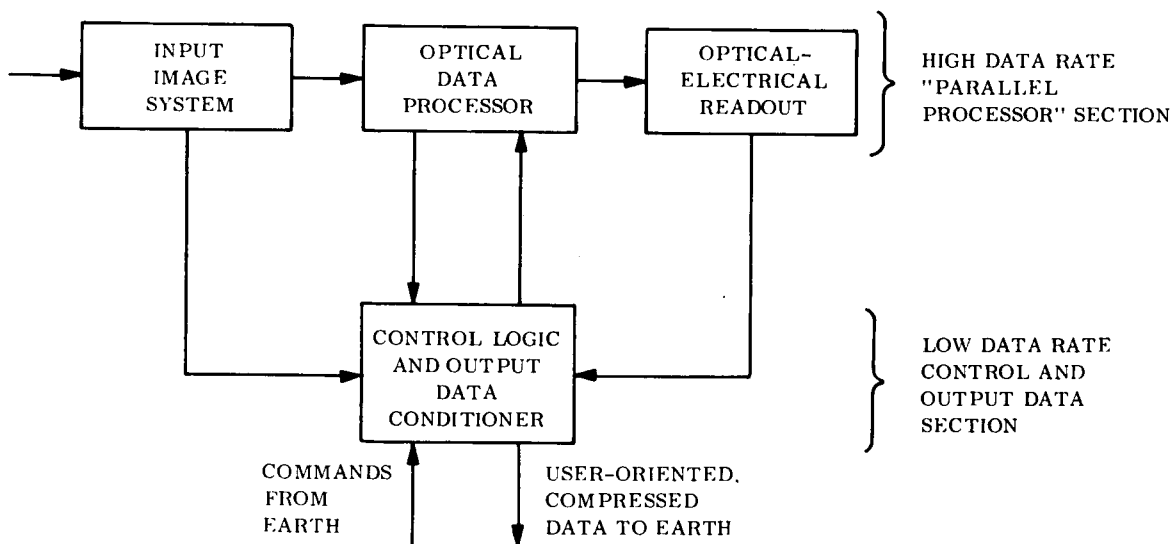 INPUT
IMAGE
SYSTEM
OPTICAL
DATA
PROCESSOR
OPTICAL-
ELECTRICAL
READOUT
HIGH DATA RATE
"PARALLEL
PROCESSOR" SECTION
CONTROL LOGIC
AND OUTPUT
DATA
CONDITIONER
LOW DATA RATE
CONTROL AND
OUTPUT DATA
SECTION
COMMANDS
FROM
EARTH
USER-ORIENTED,
COMPRESSED
DATA TO EARTH